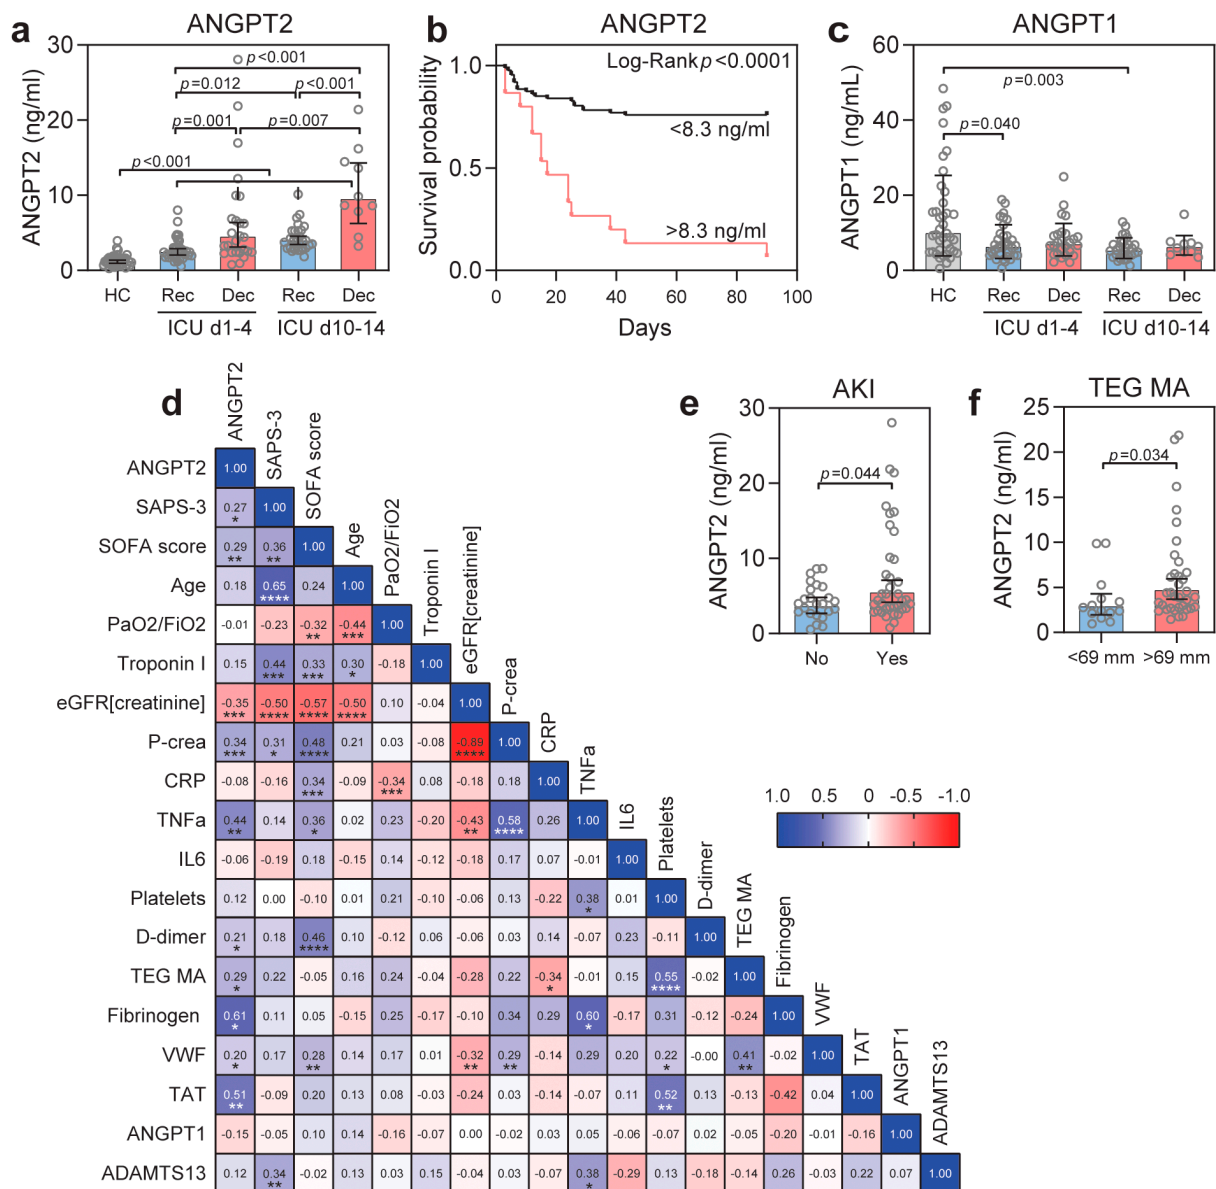 a
ANGPT2
ANGPT2 (ng/ml)
30
20
10
0
p<0.001
p=0.012
p<0.001
p=0.001
p=0.007
p<0.001
HC
Rec
Dec
Rec
Dec
ICU d1-4
ICU d10-14
b
ANGPT2
Survival probability
1.0
0.5
0.0
Log-Rank p<0.0001
<8.3 ng/ml
>8.3 ng/ml
0
20
40
60
80
100
Days
c
ANGPT1
ANGPT1 (ng/mL)
60
40
20
0
p=0.003
p=0.040
HC
Rec
Dec
Rec
Dec
ICU d1-4
ICU d10-14
d
ANGPT2
SAPS-3
SOFA score
Age
PaO2/FiO2
Troponin I
eGFR[creatinine]
P-crea
CRP
TNFa
IL6
Platelets
D-dimer
TEG MA
Fibrinogen
VWF
TAT
ANGPT1
ADAMTS13
ANGPT2 1.00
SAPS-3 0.27 1.00
*
SOFA score 0.29 0.36 1.00
** **
Age 0.18 0.65 0.24 1.00
****
PaO2/FiO2 -0.01 -0.23 -0.32 -0.44 1.00
** ***
Troponin I 0.15 0.44 0.33 0.30 -0.18 1.00
*** *** *
eGFR[creatinine] -0.35 -0.50 -0.57 -0.50 0.10 -0.04 1.00
*** **** **** ****
P-crea 0.34 0.31 0.48 0.21 0.03 -0.08 -0.89 1.00
*** * **** ****
CRP -0.08 -0.16 0.34 -0.09 -0.34 0.08 -0.18 0.18 1.00
*** ***
TNFa 0.44 0.14 0.36 0.02 0.23 -0.20 -0.43 0.58 0.26 1.00
** * ** ****
IL6 -0.06 -0.19 0.18 -0.15 0.14 -0.12 -0.18 0.17 0.07 -0.01 1.00
Platelets 0.12 0.00 -0.10 0.01 0.21 -0.10 -0.06 0.13 -0.22 0.38 0.01 1.00
*
D-dimer 0.21 0.18 0.46 0.10 -0.12 0.06 -0.06 0.03 0.14 -0.07 0.23 -0.11 1.00
* ****
TEG MA 0.29 0.22 -0.05 0.16 0.24 -0.04 -0.28 0.22 -0.34 -0.01 0.15 0.55 -0.02 1.00
* * ****
Fibrinogen 0.61 0.11 0.05 -0.15 0.25 -0.17 -0.10 0.34 0.29 0.60 -0.17 0.31 -0.12 -0.24 1.00
* *
VWF 0.20 0.17 0.28 0.14 0.17 0.01 -0.32 0.29 -0.14 0.29 0.20 0.22 -0.00 0.41 -0.02 1.00
* ** ** ** * **
TAT 0.51 -0.09 0.20 0.13 0.08 -0.03 -0.24 0.03 -0.14 -0.07 0.11 0.52 0.13 -0.13 -0.42 0.04 1.00
** **
ANGPT1 -0.15 -0.05 0.10 0.14 -0.16 -0.07 0.00 -0.02 0.03 0.05 -0.06 -0.07 0.02 -0.05 -0.20 -0.01 -0.16 1.00
ADAMTS13 0.12 0.34 -0.02 0.13 0.03 0.15 -0.04 0.03 -0.07 0.38 -0.29 0.13 -0.18 -0.14 0.26 -0.03 0.22 0.07 1.00
** *
1.0 0.5 0 -0.5 -1.0
e
AKI
ANGPT2 (ng/ml)
30
20
10
0
p=0.044
No
Yes
f
TEG MA
ANGPT2 (ng/ml)
25
20
15
10
5
0
p=0.034
<69 mm
>69 mm